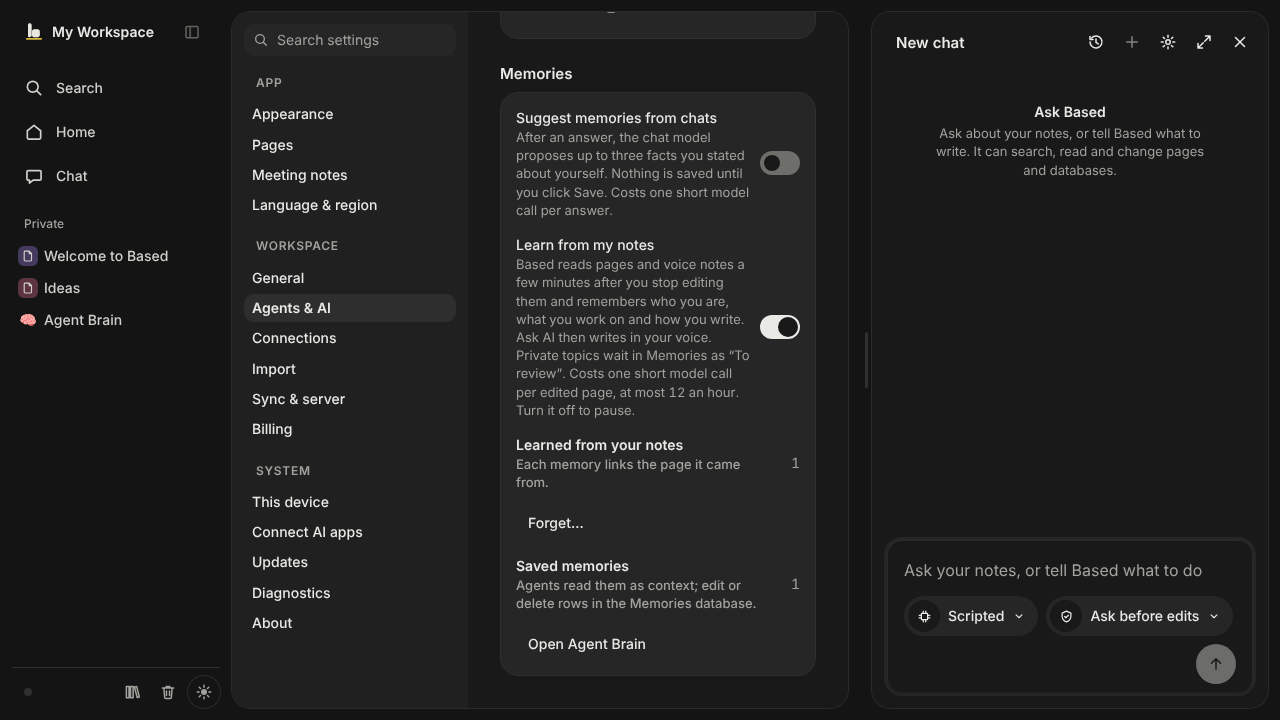 My Workspace
Search
Home
Chat
Private
Welcome to Based
Ideas
Agent Brain
Search settings
APP
Appearance
Pages
Meeting notes
Language & region
WORKSPACE
General
Agents & AI
Connections
Import
Sync & server
Billing
SYSTEM
This device
Connect AI apps
Updates
Diagnostics
About
Memories
Suggest memories from chats
After an answer, the chat model
proposes up to three facts you stated
about yourself. Nothing is saved until
you click Save. Costs one short model
call per answer.
Learn from my notes
Based reads pages and voice notes a
few minutes after you stop editing
them and remembers who you are,
what you work on and how you write.
Ask AI then writes in your voice.
Private topics wait in Memories as “To
review”. Costs one short model call
per edited page, at most 12 an hour.
Turn it off to pause.
Learned from your notes
Each memory links the page it came
from.
1
Forget...
Saved memories
Agents read them as context; edit or
delete rows in the Memories database.
1
Open Agent Brain
New chat
Ask Based
Ask about your notes, or tell Based what to
write. It can search, read and change pages
and databases.
Ask your notes, or tell Based what to do
Scripted
Ask before edits